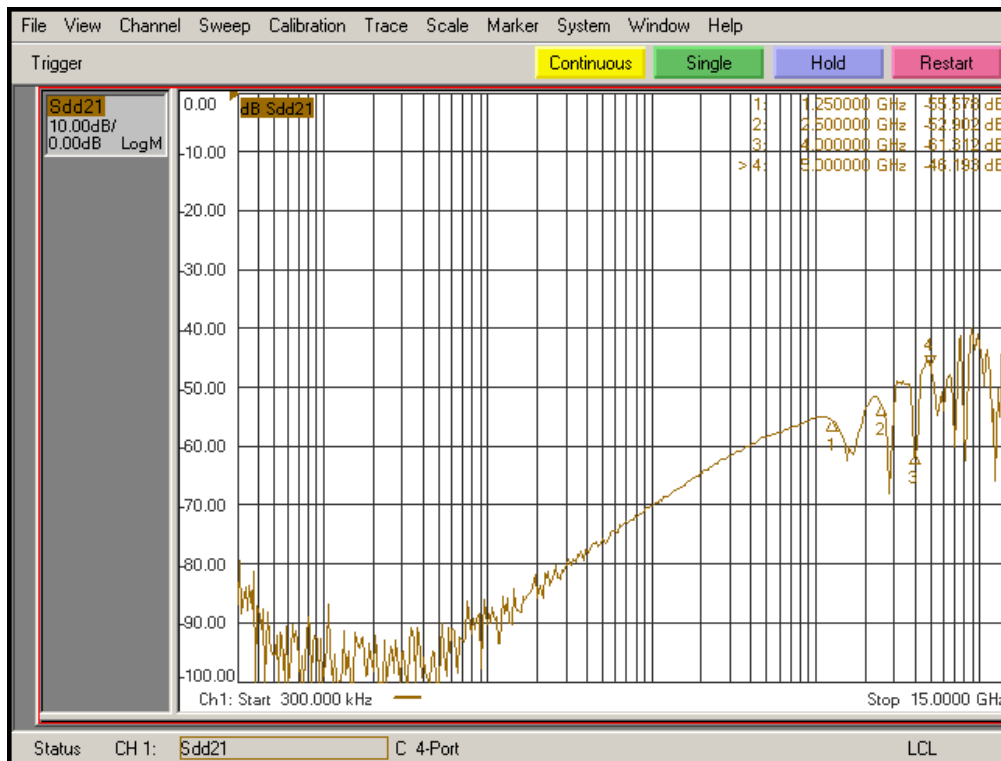 File View Channel Sweep Calibration Trace Scale Marker System Window Help
Trigger
Continuous Single Hold Restart
Sdd21
10.00dB/
0.00dB LogM
dB Sdd21
1: 1.250000 GHz -55.578 dB
2: 2.500000 GHz -52.902 dB
3: 4.000000 GHz -61.312 dB
> 4: 5.000000 GHz -46.193 dB
0.00
-10.00
-20.00
-30.00
-40.00
-50.00
-60.00
-70.00
-80.00
-90.00
-100.00
4
1
2
3
Ch1: Start 300.000 kHz
Stop 15.0000 GHz
Status CH 1: Sdd21 C 4-Port LCL